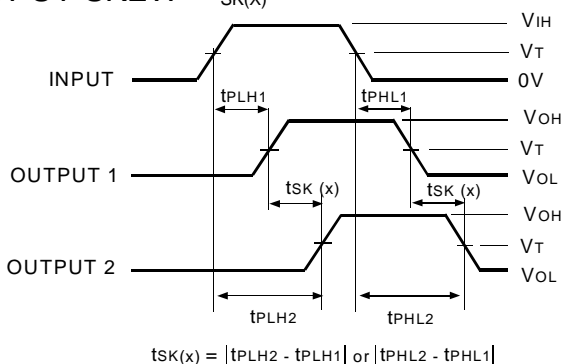 SK(x)
VIH
VT
INPUT
0V
tPLH1
tPHL1
VOH
VT
OUTPUT 1
VOL
tSK (x)
tSK (x)
VOH
VT
OUTPUT 2
VOL
tPLH2
tPHL2
tSK(x) = |tPLH2 - tPLH1| or |tPHL2 - tPHL1|